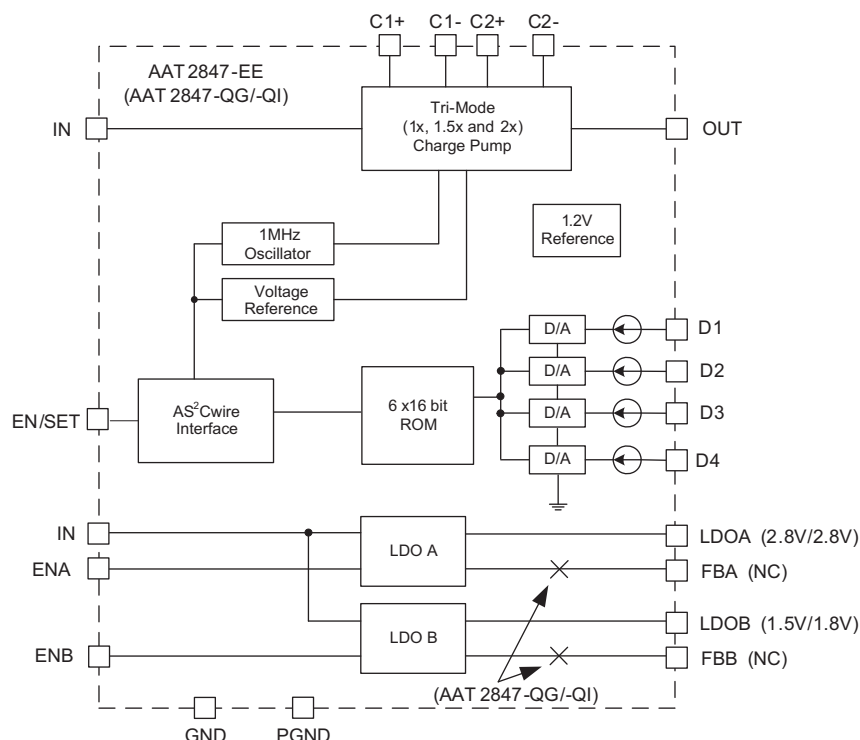 C1+ C1- C2+ C2-
AAT2847-EE
(AAT2847-QG/-QI)
Tri-Mode
(1x, 1.5x and 2x)
Charge Pump
IN
OUT
1MHz
Oscillator
1.2V
Reference
Voltage
Reference
D/A
D1
D/A
D2
AS²Cwire
Interface
6 x16 bit
ROM
D/A
D3
EN/SET
D/A
D4
IN
LDO A
LDOA (2.8V/2.8V)
ENA
FBA (NC)
LDO B
LDOB (1.5V/1.8V)
ENB
FBB (NC)
(AAT2847-QG/-QI)
GND PGND